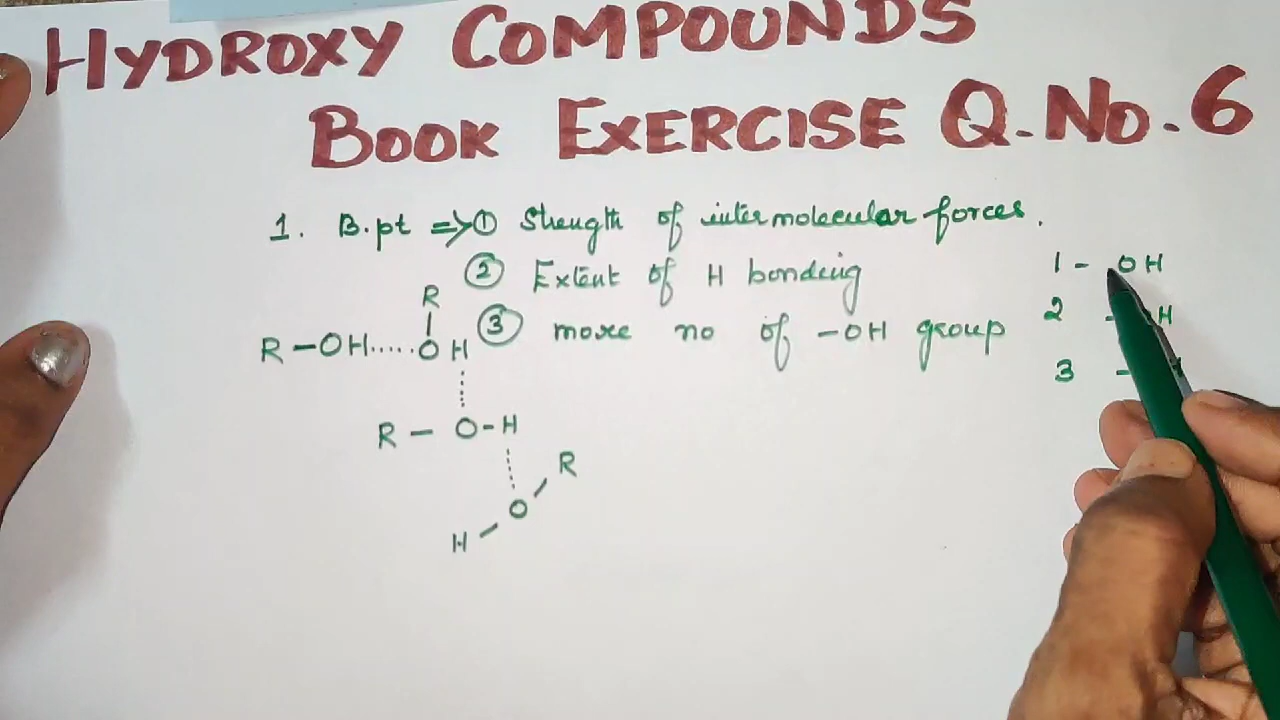 HYDROXY COMPOUNDS
BOOK EXERCISE Q.NO.6
1. B.pt => ① Strength of intermolecular forces.
② Extent of H bonding
③ more no of -OH group
1 - OH
2 - H
3 -
R
R - OH.....OH
R - O-H
R
O
H